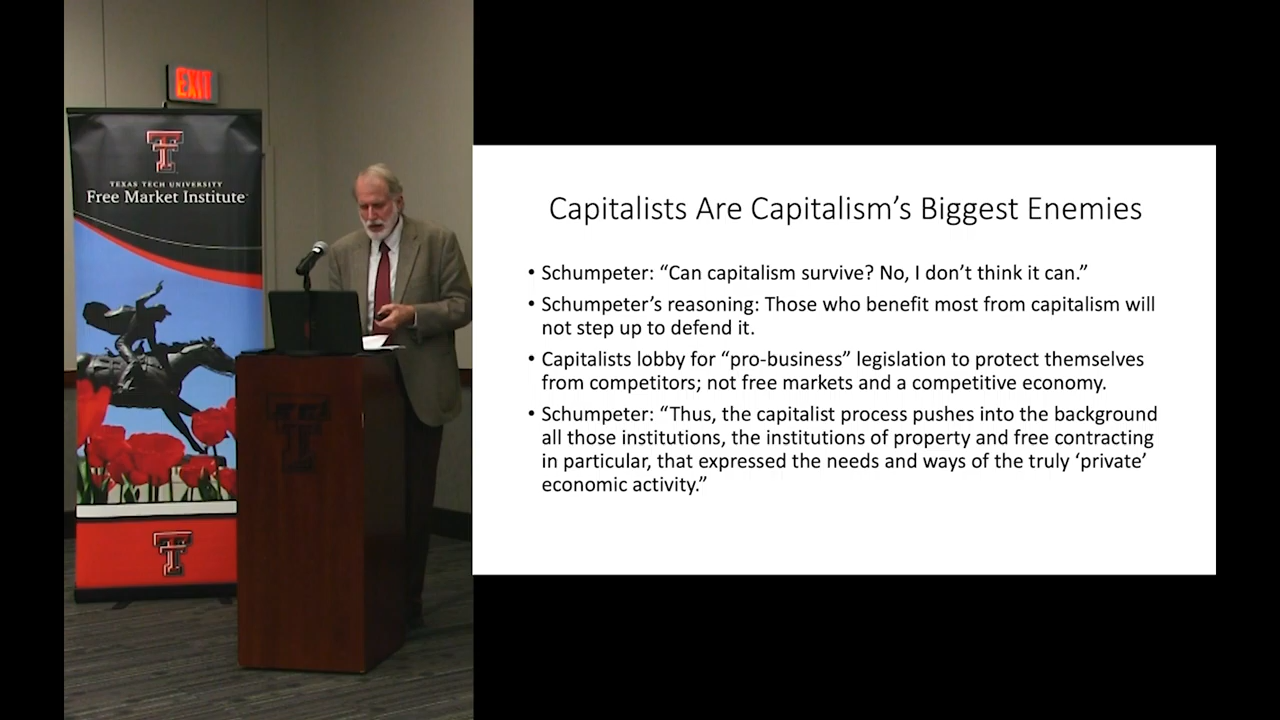 EXIT
TEXAS TECH UNIVERSITY
Free Market Institute
Capitalists Are Capitalism’s Biggest Enemies
• Schumpeter: “Can capitalism survive? No, I don’t think it can.”
• Schumpeter’s reasoning: Those who benefit most from capitalism will
not step up to defend it.
• Capitalists lobby for “pro-business” legislation to protect themselves
from competitors; not free markets and a competitive economy.
• Schumpeter: “Thus, the capitalist process pushes into the background
all those institutions, the institutions of property and free contracting
in particular, that expressed the needs and ways of the truly ‘private’
economic activity.”